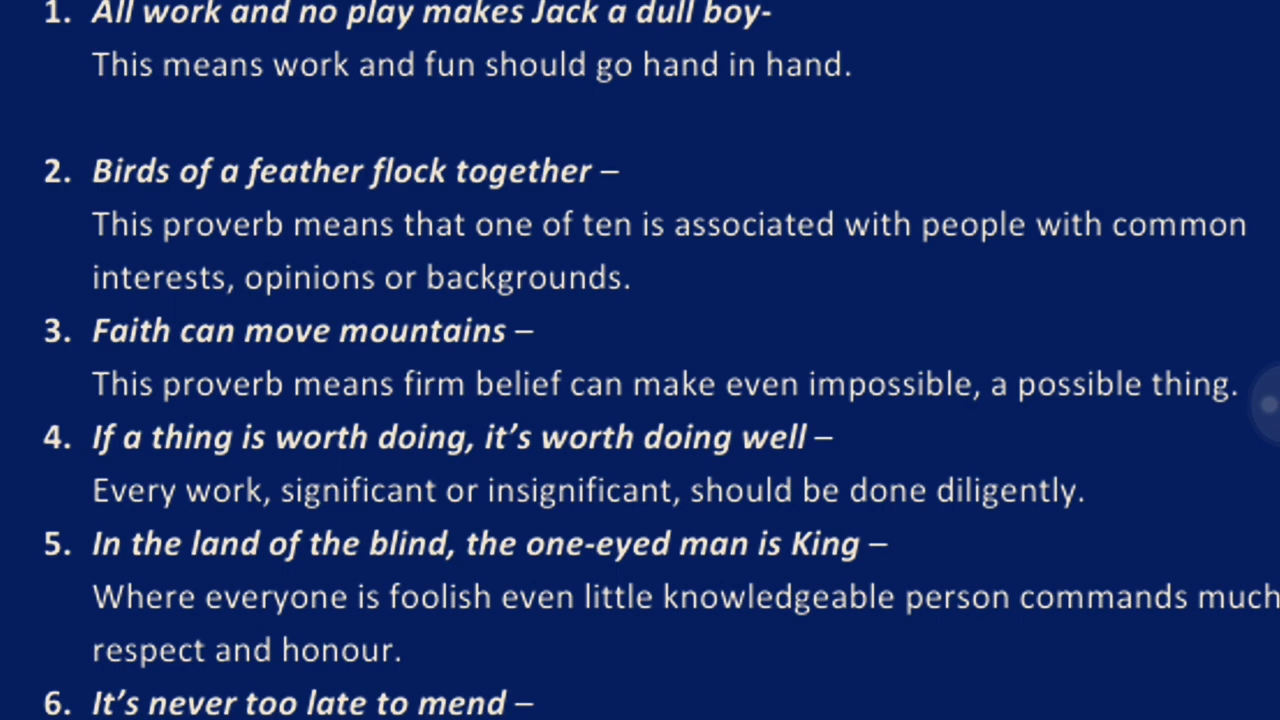 1. All work and no play makes Jack a dull boy-
This means work and fun should go hand in hand.
2. Birds of a feather flock together –
This proverb means that one of ten is associated with people with common
interests, opinions or backgrounds.
3. Faith can move mountains –
This proverb means firm belief can make even impossible, a possible thing.
4. If a thing is worth doing, it’s worth doing well –
Every work, significant or insignificant, should be done diligently.
5. In the land of the blind, the one-eyed man is King –
Where everyone is foolish even little knowledgeable person commands much
respect and honour.
6. It’s never too late to mend –